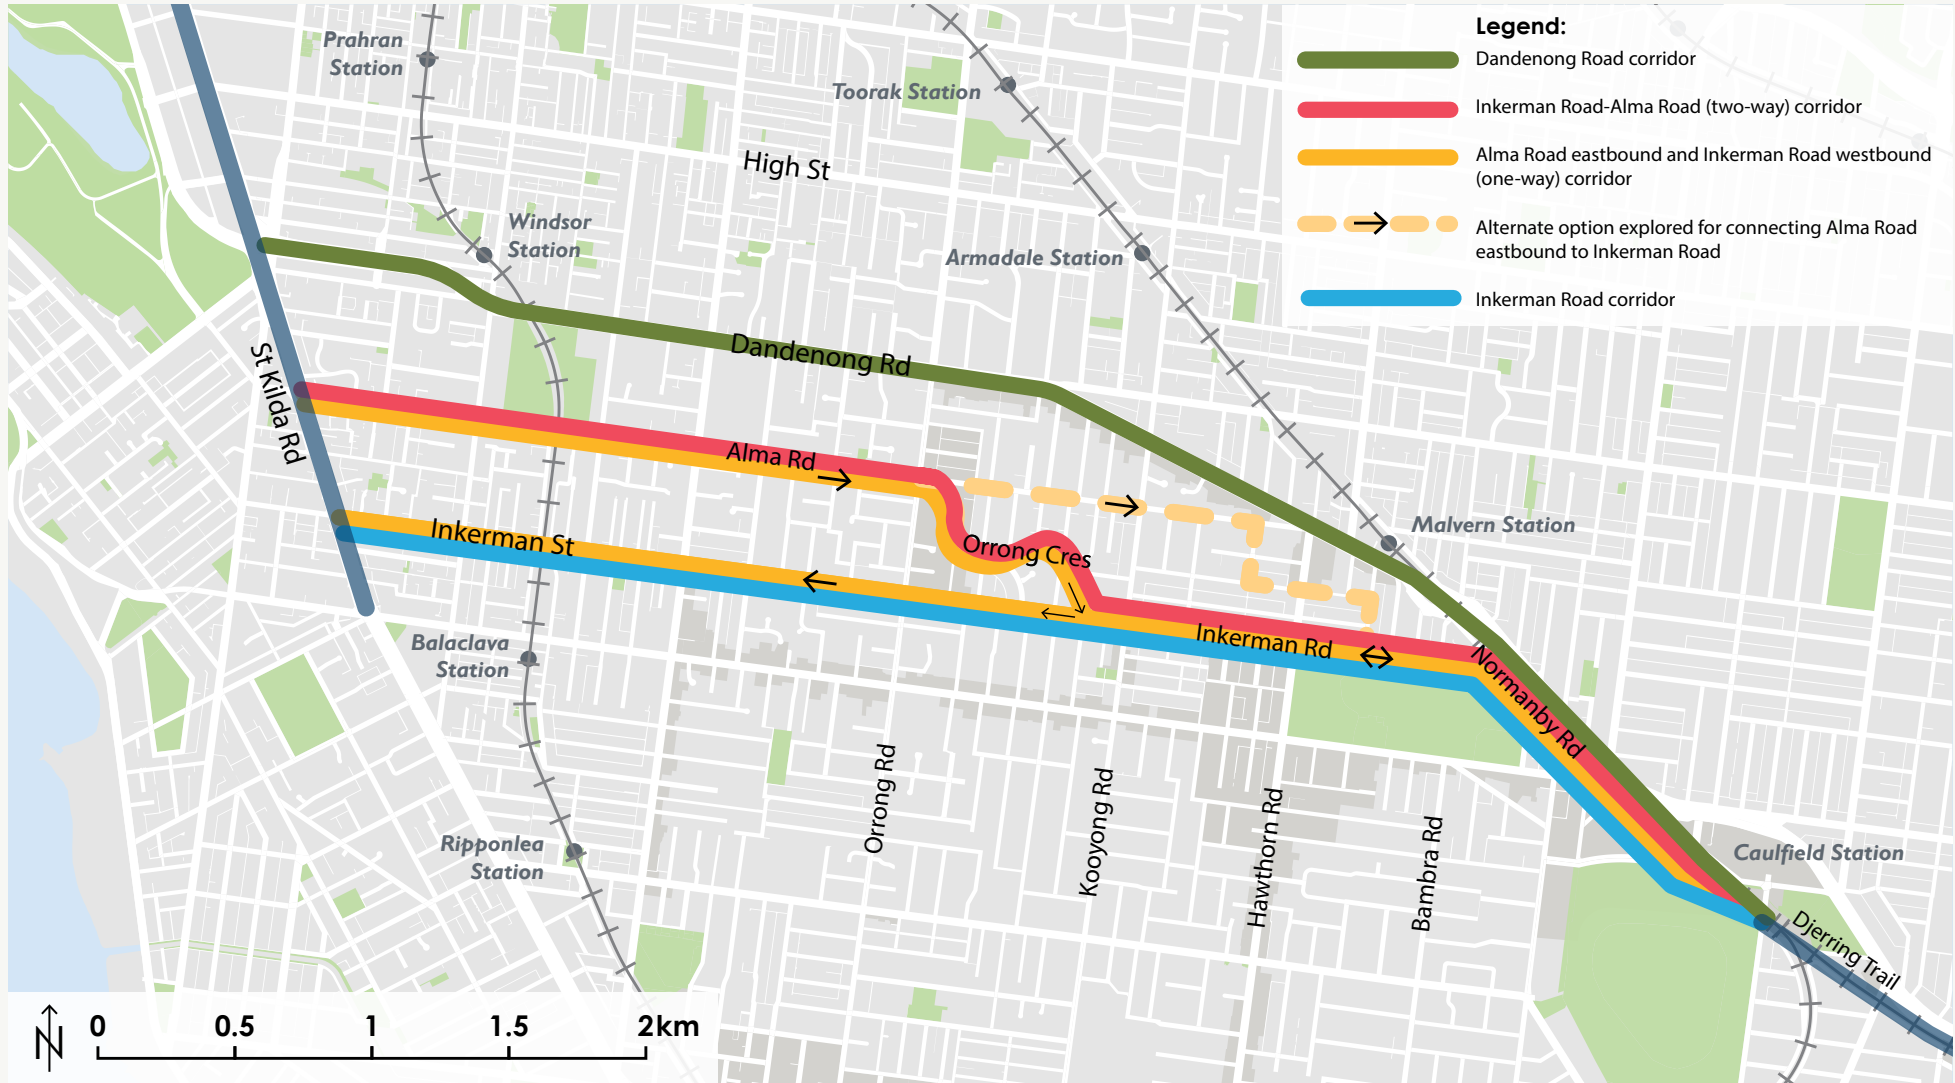 Legend:
Dandenong Road corridor
Inkerman Road-Alma Road (two-way) corridor
Alma Road eastbound and Inkerman Road westbound
(one-way) corridor
Alternate option explored for connecting Alma Road
eastbound to Inkerman Road
Inkerman Road corridor
Prahran
Station
Toorak Station
High St
Windsor
Station
Armadale Station
Dandenong Rd
St Kilda Rd
Alma Rd
Malvern Station
Inkerman St
Orrong Cres
Inkerman Rd
Normanby Rd
Balaclava
Station
Orrong Rd
Kooyong Rd
Hawthorn Rd
Bambra Rd
Ripponlea
Station
Caulfield Station
Djerring Trail
N
0 0.5 1 1.5 2km